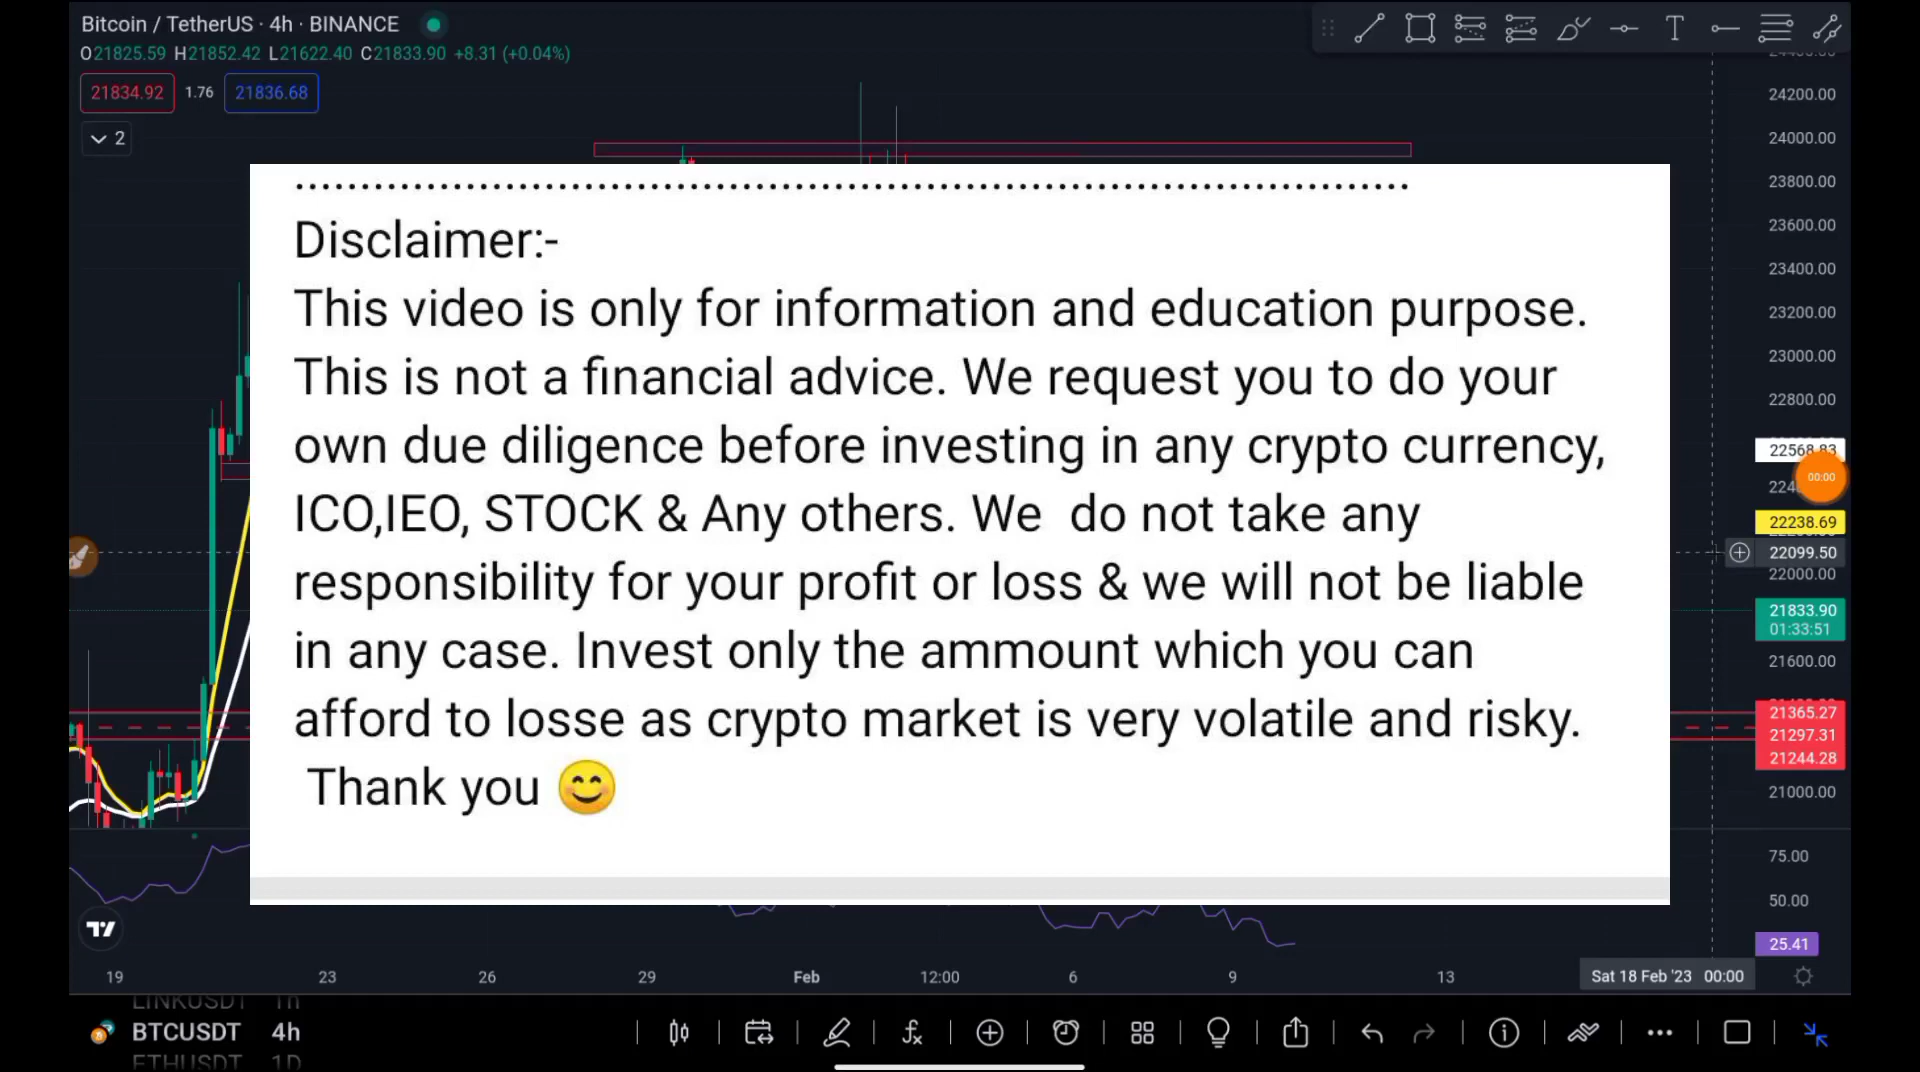 Bitcoin / TetherUS · 4h · BINANCE
O21825.59 H21852.42 L21622.40 C21833.90 +8.31 (+0.04%)
21834.92 1.76 21836.68
2
24200.00
24000.00
23800.00
23600.00
23400.00
23200.00
23000.00
22800.00
22568.83
00:00
22238.69
22099.50
22000.00
21833.90
01:33:51
21600.00
21365.27
21297.31
21244.28
21000.00
75.00
50.00
25.41
Disclaimer:-
This video is only for information and education purpose.
This is not a financial advice. We request you to do your
own due diligence before investing in any crypto currency,
ICO,IEO, STOCK & Any others. We  do not take any
responsibility for your profit or loss & we will not be liable
in any case. Invest only the ammount which you can
afford to losse as crypto market is very volatile and risky.
Thank you 😊
19 23 26 29 Feb 12:00 6 9 13 Sat 18 Feb '23 00:00
LINKUSDT 1h
BTCUSDT 4h
ETHUSDT 1D